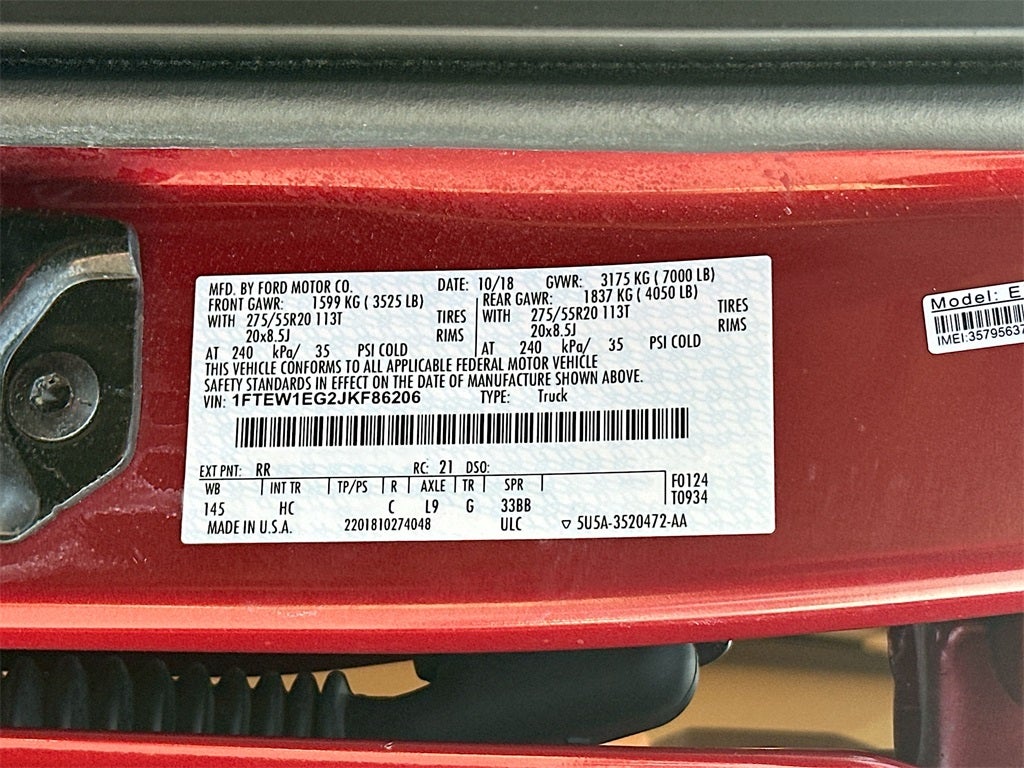 MFD. BY FORD MOTOR CO. DATE: 10/18 GVWR: 3175 KG ( 7000 LB)
FRONT GAWR: 1599 KG ( 3525 LB) REAR GAWR: 1837 KG ( 4050 LB)
WITH 275/55R20 113T TIRES WITH 275/55R20 113T TIRES
20x8.5J RIMS 20x8.5J RIMS
AT 240 kPa/ 35 PSI COLD AT 240 kPa/ 35 PSI COLD
THIS VEHICLE CONFORMS TO ALL APPLICABLE FEDERAL MOTOR VEHICLE
SAFETY STANDARDS IN EFFECT ON THE DATE OF MANUFACTURE SHOWN ABOVE.
VIN: 1FTEW1EG2JKF86206 TYPE: Truck
EXT PNT: RR RC: 21 DSO:
WB INT TR TP/PS R AXLE TR SPR F0124
145 HC C L9 G 33BB T0934
MADE IN U.S.A. 2201810274048 ULC 5U5A-3520472-AA
Model: E
IMEI:35795637